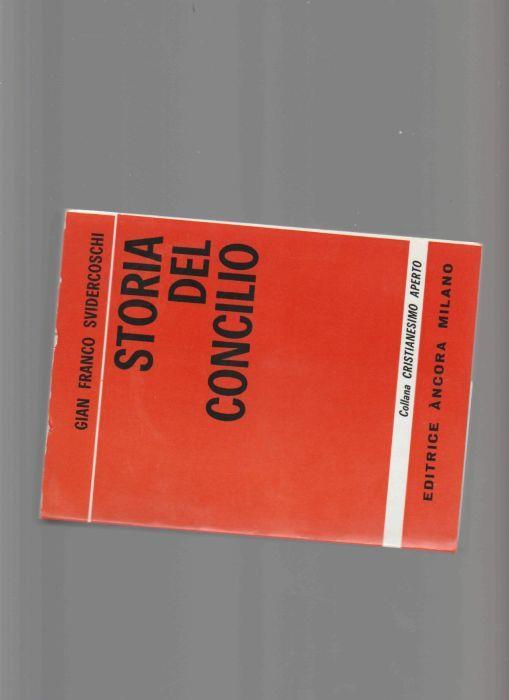 GIAN FRANCO SVIDERCOSCHI
STORIA
DEL
CONCILIO
Collana CRISTIANESIMO APERTO
EDITRICE ÀNCORA MILANO